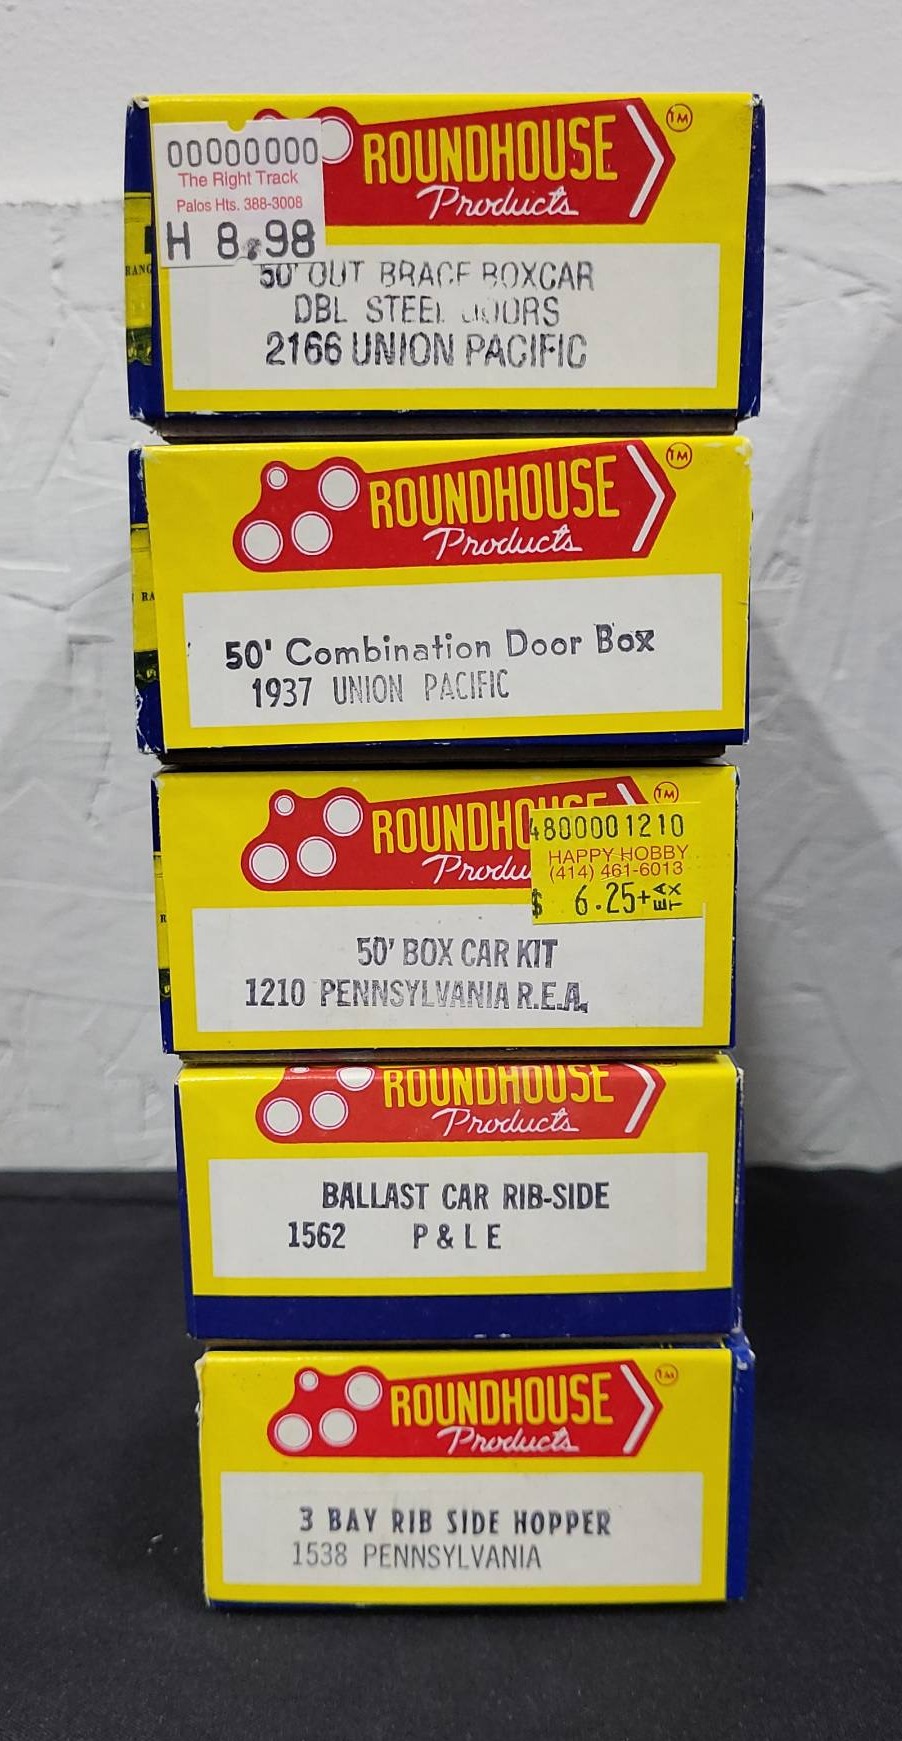 ROUNDHOUSE TM
Products
00000000
The Right Track
Palos Hts. 388-3008
H 8.98
50' OUT BRACE BOXCAR
DBL STEEL DOORS
2166 UNION PACIFIC
RANG
ROUNDHOUSE TM
Products
50' Combination Door Box
1937 UNION PACIFIC
RA
ROUNDHOUSE TM
Produ
4800001210
HAPPY HOBBY
(414) 461-6013
$ 6.25+TAX
50' BOX CAR KIT
1210 PENNSYLVANIA R.E.A.
R
ROUNDHOUSE
Products
BALLAST CAR RIB-SIDE
1562 P & L E
ROUNDHOUSE TM
Products
3 BAY RIB SIDE HOPPER
1538 PENNSYLVANIA